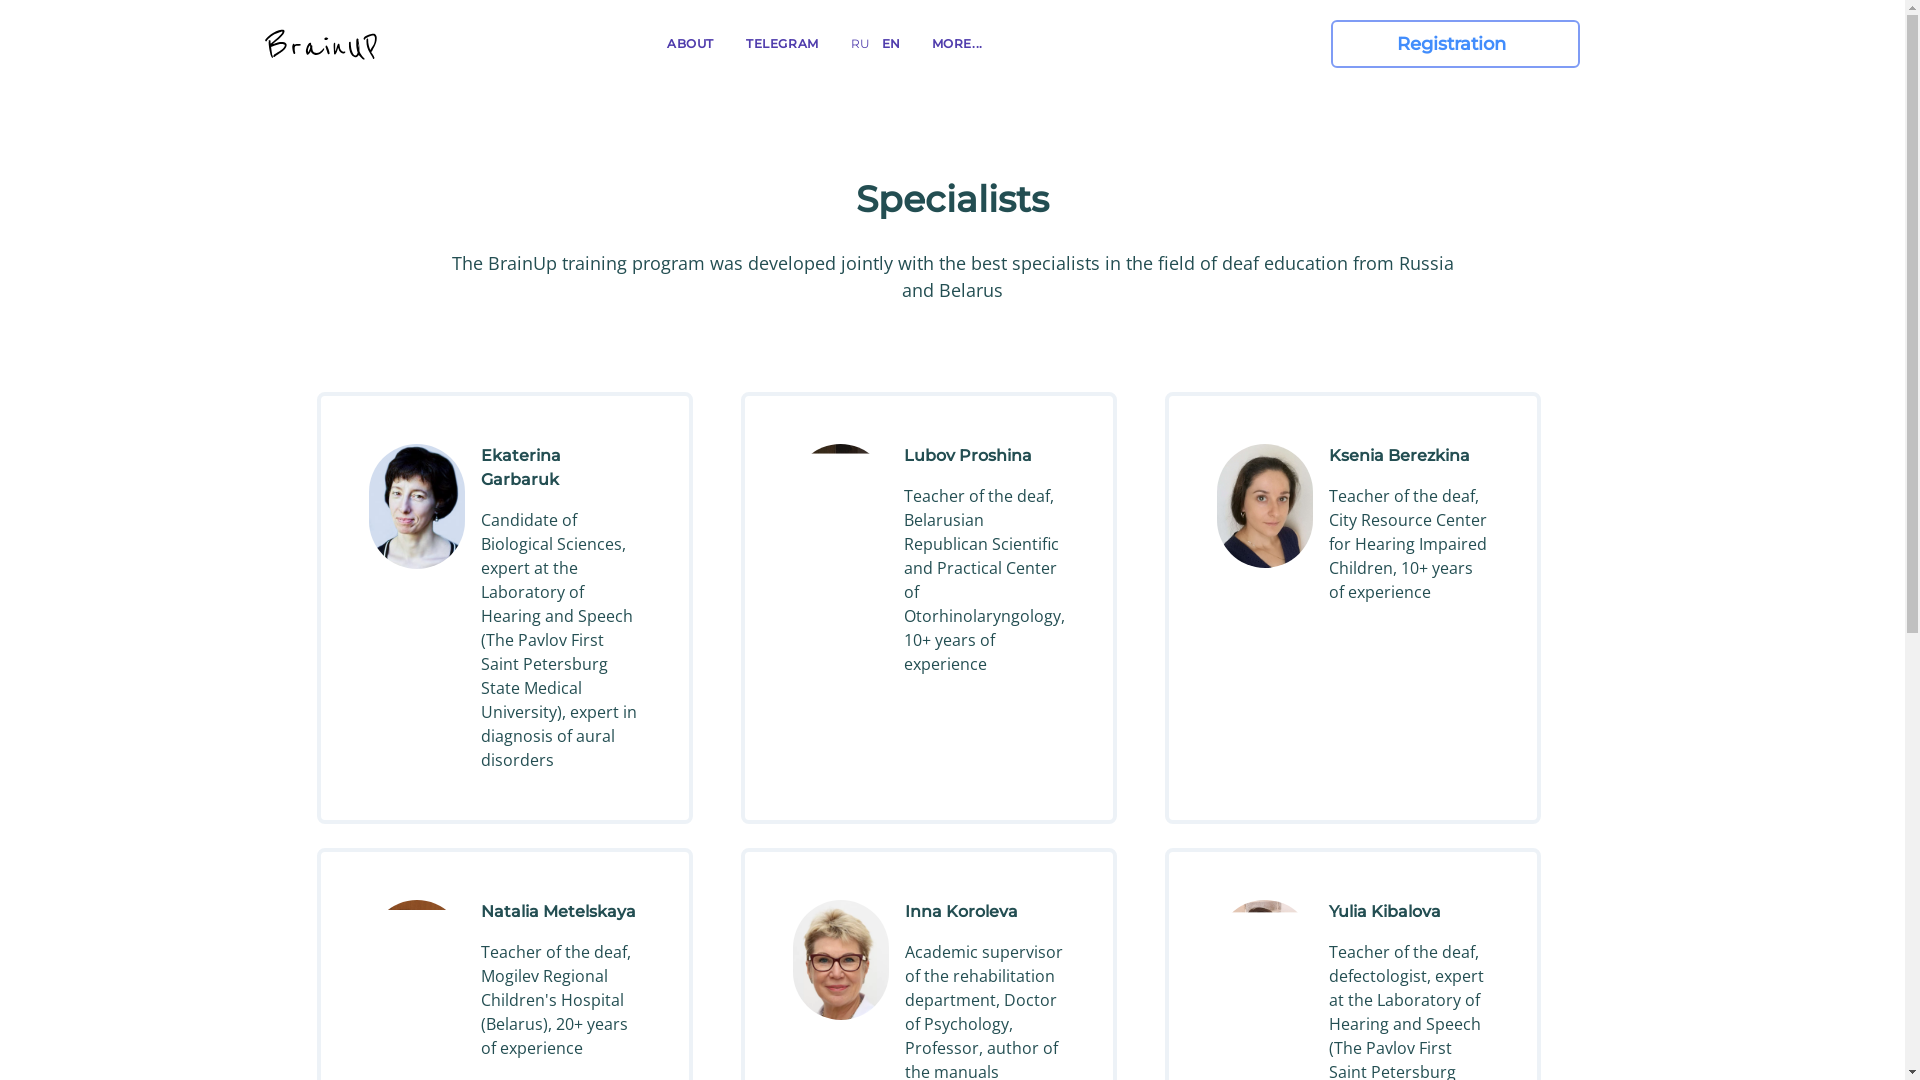 BrainUP
ABOUT
TELEGRAM
RU
EN
MORE...
Registration
Specialists
The BrainUp training program was developed jointly with the best specialists in the field of deaf education from Russia
and Belarus
Ekaterina
Garbaruk
Candidate of
Biological Sciences,
expert at the
Laboratory of
Hearing and Speech
(The Pavlov First
Saint Petersburg
State Medical
University), expert in
diagnosis of aural
disorders
Lubov Proshina
Teacher of the deaf,
Belarusian
Republican Scientific
and Practical Center
of
Otorhinolaryngology,
10+ years of
experience
Ksenia Berezkina
Teacher of the deaf,
City Resource Center
for Hearing Impaired
Children, 10+ years
of experience
Natalia Metelskaya
Teacher of the deaf,
Mogilev Regional
Children's Hospital
(Belarus), 20+ years
of experience
Inna Koroleva
Academic supervisor
of the rehabilitation
department, Doctor
of Psychology,
Professor, author of
the manuals
Yulia Kibalova
Teacher of the deaf,
defectologist, expert
at the Laboratory of
Hearing and Speech
(The Pavlov First
Saint Petersburg